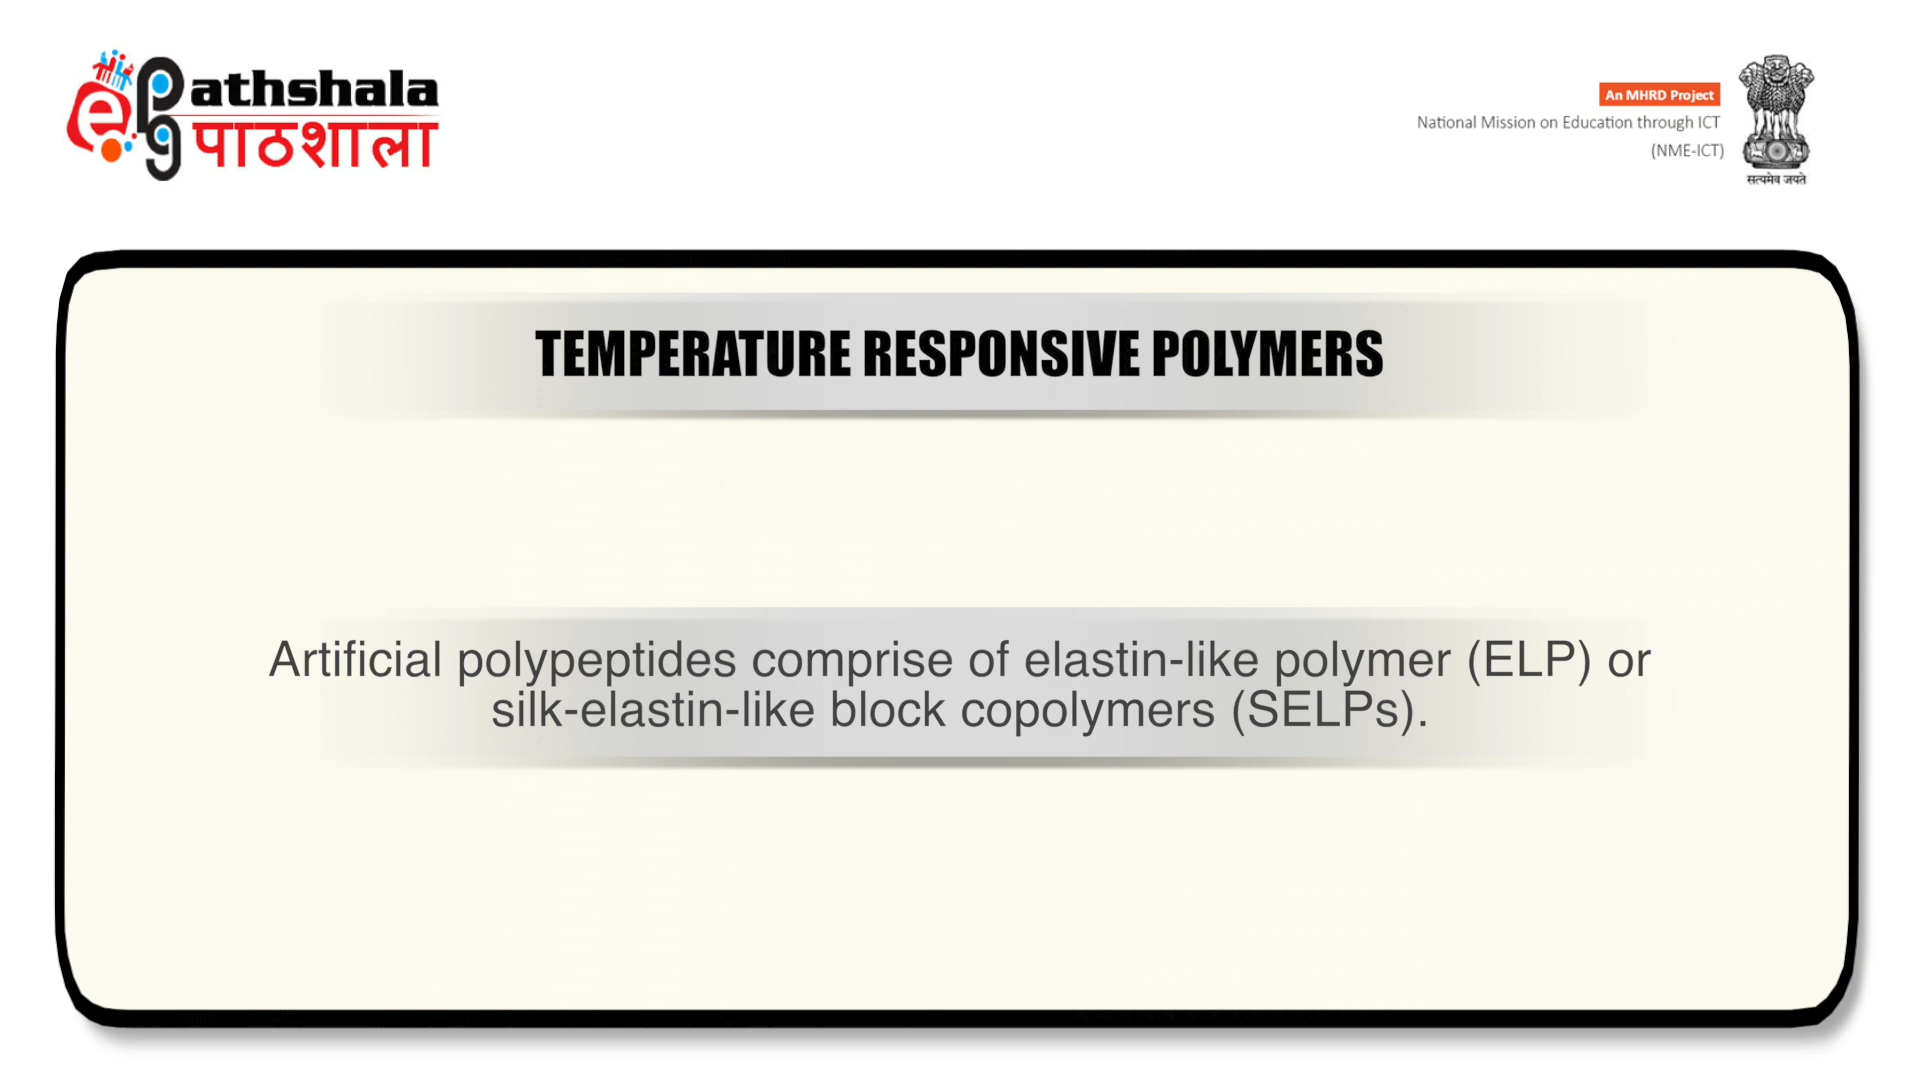 ePg Pathshala
पाठशाला
An MHRD Project
National Mission on Education through ICT
(NME-ICT)
सत्यमेव जयते
TEMPERATURE RESPONSIVE POLYMERS
Artificial polypeptides comprise of elastin-like polymer (ELP) or
silk-elastin-like block copolymers (SELPs).